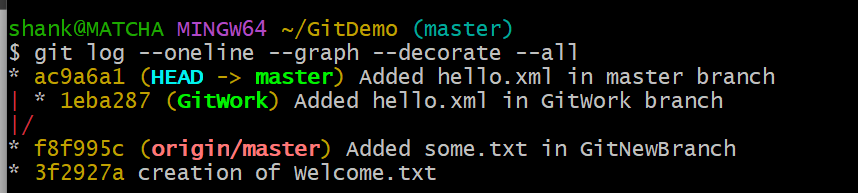 shank@MATCHA MINGW64 ~/GitDemo (master)
$ git log --oneline --graph --decorate --all
* ac9a6a1 (HEAD -> master) Added hello.xml in master branch
| * 1eba287 (GitWork) Added hello.xml in GitWork branch
|/
* f8f995c (origin/master) Added some.txt in GitNewBranch
* 3f2927a creation of Welcome.txt